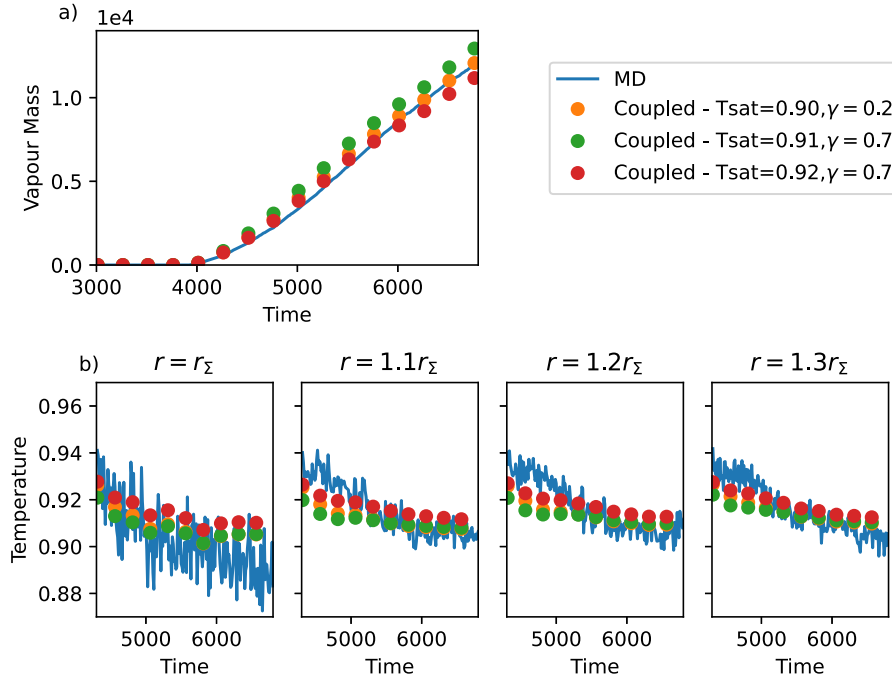 a)
1e4
Vapour Mass
1.0
0.5
0.0
3000 4000 5000 6000
Time
MD
Coupled - Tsat=0.90,γ = 0.2
Coupled - Tsat=0.91,γ = 0.7
Coupled - Tsat=0.92,γ = 0.7
b)
r = r_Σ
r = 1.1r_Σ
r = 1.2r_Σ
r = 1.3r_Σ
Temperature
0.96
0.94
0.92
0.90
0.88
5000 6000
5000 6000
5000 6000
5000 6000
Time
Time
Time
Time